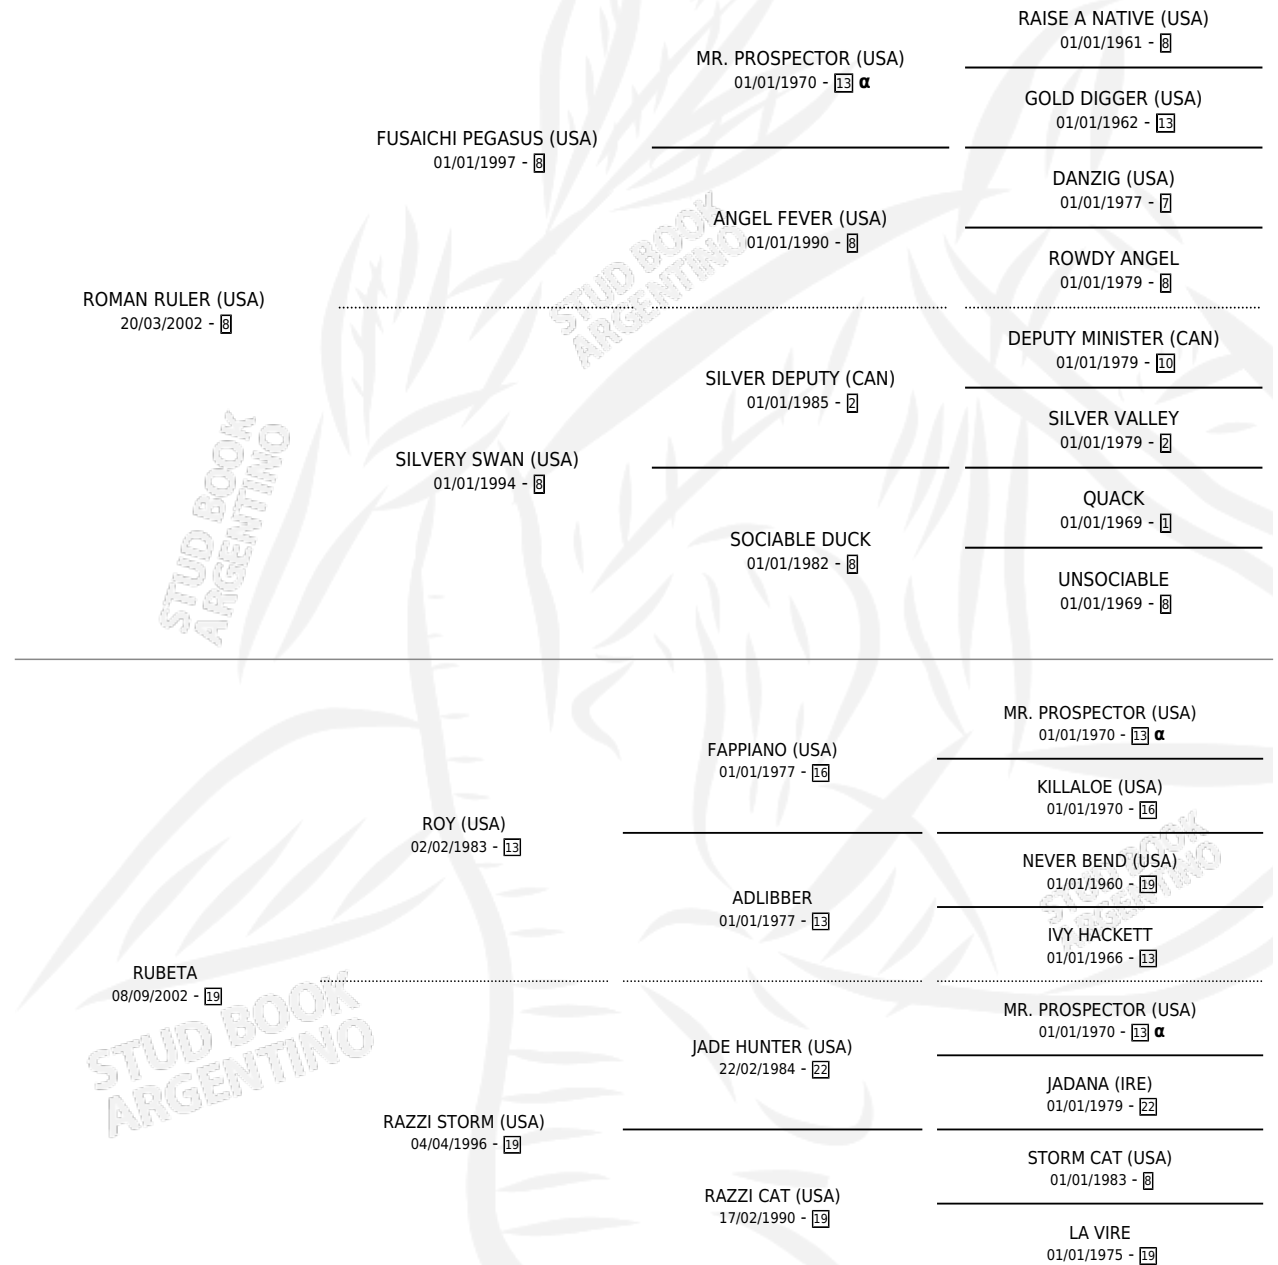 ROMAN RULER (USA)
20/03/2002 - 8
FUSAICHI PEGASUS (USA)
01/01/1997 - 8
SILVERY SWAN (USA)
01/01/1994 - 8
MR. PROSPECTOR (USA)
01/01/1970 - 13 α
ANGEL FEVER (USA)
01/01/1990 - 8
SILVER DEPUTY (CAN)
01/01/1985 - 2
SOCIABLE DUCK
01/01/1982 - 8
RAISE A NATIVE (USA)
01/01/1961 - 8
GOLD DIGGER (USA)
01/01/1962 - 13
DANZIG (USA)
01/01/1977 - 7
ROWDY ANGEL
01/01/1979 - 8
DEPUTY MINISTER (CAN)
01/01/1979 - 10
SILVER VALLEY
01/01/1979 - 2
QUACK
01/01/1969 - 1
UNSOCIABLE
01/01/1969 - 8
STUD BOOK
ARGENTINO
STUD BOOK
ARGENTINO
RUBETA
08/09/2002 - 19
ROY (USA)
02/02/1983 - 13
RAZZI STORM (USA)
04/04/1996 - 19
FAPPIANO (USA)
01/01/1977 - 16
ADLIBBER
01/01/1977 - 13
JADE HUNTER (USA)
22/02/1984 - 22
RAZZI CAT (USA)
17/02/1990 - 19
MR. PROSPECTOR (USA)
01/01/1970 - 13 α
KILLALOE (USA)
01/01/1970 - 16
NEVER BEND (USA)
01/01/1960 - 19
IVY HACKETT
01/01/1966 - 13
MR. PROSPECTOR (USA)
01/01/1970 - 13 α
JADANA (IRE)
01/01/1979 - 22
STORM CAT (USA)
01/01/1983 - 8
LA VIRE
01/01/1975 - 19
STUD BOOK
ARGENTINO
STUD BOOK
ARGENTINO